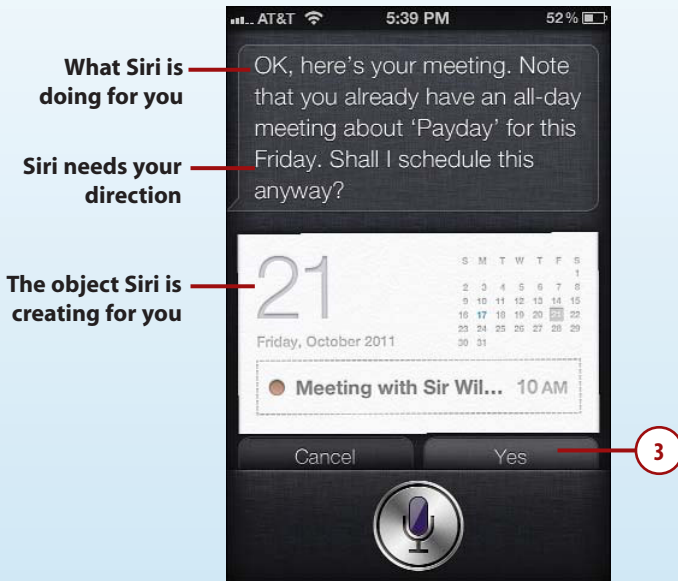 AT&T 5:39 PM 52%
What Siri is
doing for you
OK, here's your meeting. Note
that you already have an all-day
meeting about 'Payday' for this
Friday. Shall I schedule this
anyway?
Siri needs your
direction
The object Siri is
creating for you
21
Friday, October 2011
S M T W T F S
1
2 3 4 5 6 7 8
9 10 11 12 13 14 15
16 17 18 19 20 21 22
23 24 25 26 27 28 29
30 31
Meeting with Sir Wil... 10 AM
Cancel Yes
3